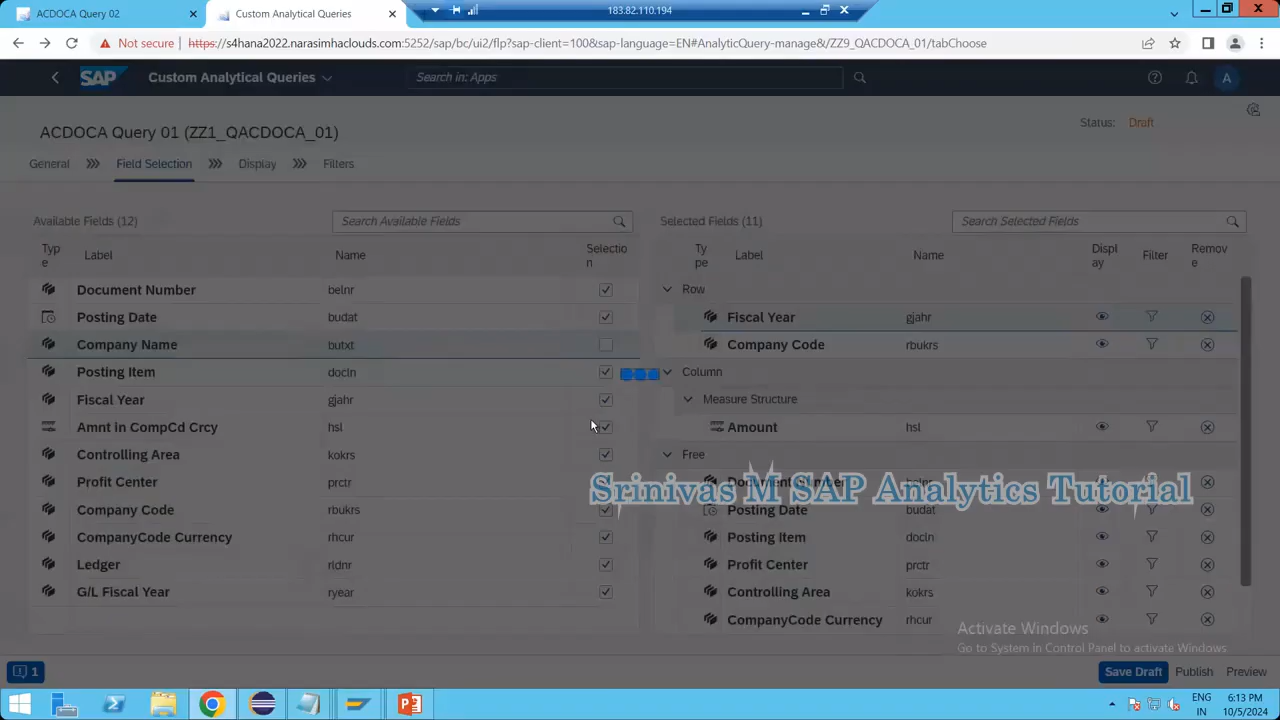 ACDOCA Query 02
Custom Analytical Queries
183.82.110.194
Not secure
https://s4hana2022.narasimhaclouds.com:5252/sap/bc/ui2/flp?sap-client=100&sap-language=EN#AnalyticQuery-manage&/ZZ9_QACDOCA_01/tabChoose
SAP Custom Analytical Queries
Search in: Apps
A
ACDOCA Query 01 (ZZ1_QACDOCA_01)
Status: Draft
General Field Selection Display Filters
Available Fields (12)
Search Available Fields
Selected Fields (11)
Search Selected Fields
Type Label Name Selection
Type Label Name Display Filter Remove
Document Number belnr
Row
Posting Date budat
Fiscal Year gjahr
Company Name butxt
Company Code rbukrs
Posting Item docln
Column
Fiscal Year gjahr
Measure Structure
Amnt in CompCd Crcy hsl
Amount hsl
Controlling Area kokrs
Free
Profit Center prctr
Document Number belnr
Srinivas M SAP Analytics Tutorial
Company Code rbukrs
Posting Date budat
CompanyCode Currency rhcur
Posting Item docln
Ledger rldnr
Profit Center prctr
G/L Fiscal Year ryear
Controlling Area kokrs
CompanyCode Currency rhcur
Activate Windows
Go to System in Control Panel to activate Windows
1
Save Draft Publish Preview
ENG
IN
6:13 PM
10/5/2024